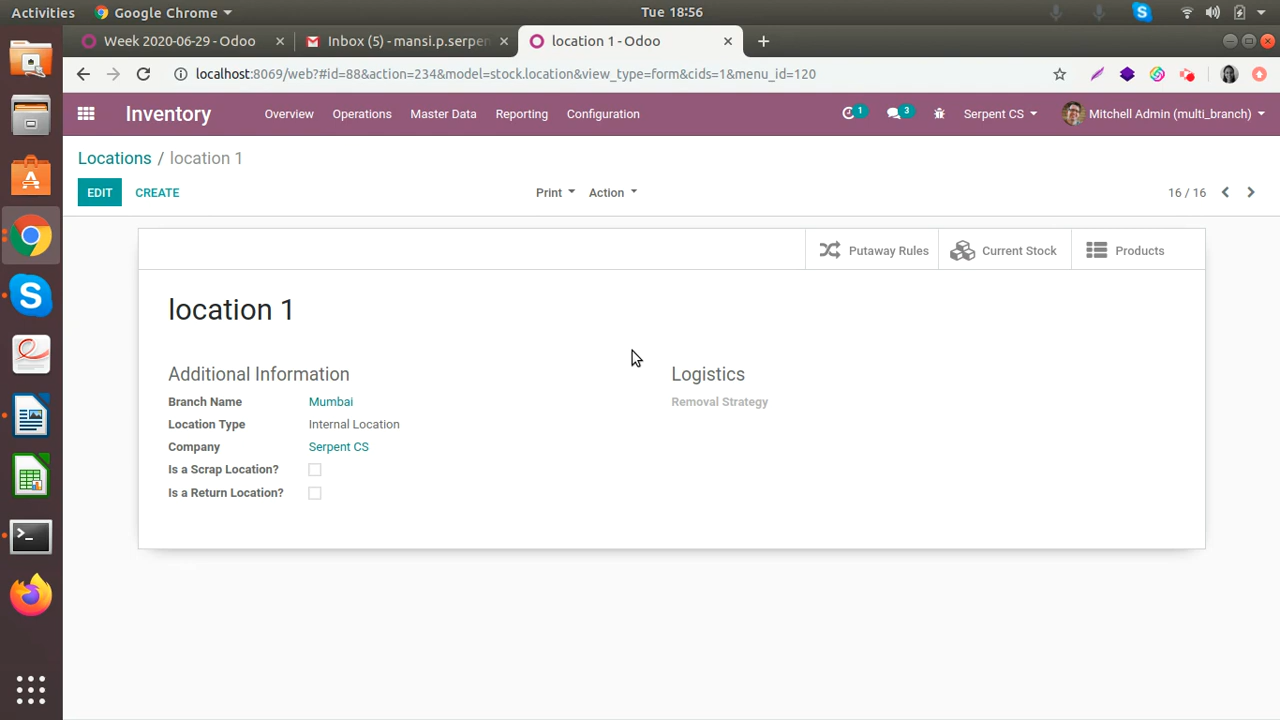 Activities Google Chrome Tue 18:56
Week 2020-06-29 - Odoo Inbox (5) - mansi.p.serpen location 1 - Odoo
localhost:8069/web?#id=88&action=234&model=stock.location&view_type=form&cids=1&menu_id=120
Inventory Overview Operations Master Data Reporting Configuration 1 3 Serpent CS Mitchell Admin (multi_branch)
Locations / location 1
EDIT CREATE Print Action 16 / 16
Putaway Rules Current Stock Products
location 1
Additional Information Logistics
Branch Name Mumbai Removal Strategy
Location Type Internal Location
Company Serpent CS
Is a Scrap Location?
Is a Return Location?